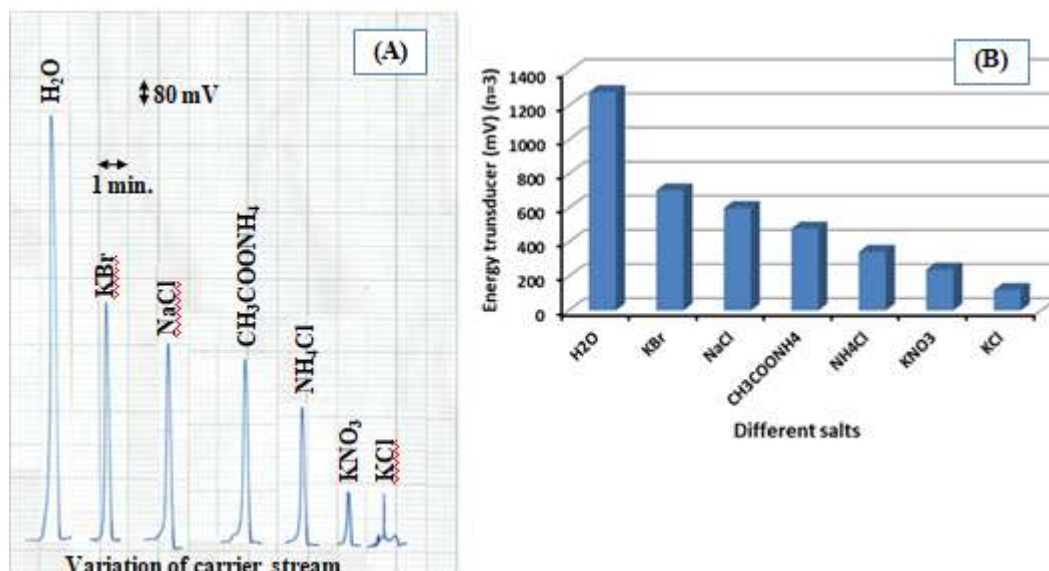 (A)
H₂O
80 mV
1 min.
KBr
NaCl
CH₃COONH₄
NH₄Cl
KNO₃
KCl
Variation of carrier stream
(B)
Energy transducer (mV) (n=3)
1400
1200
1000
800
600
400
200
0
H2O
KBr
NaCl
CH3COONH4
NH4Cl
KNO3
KCl
Different salts